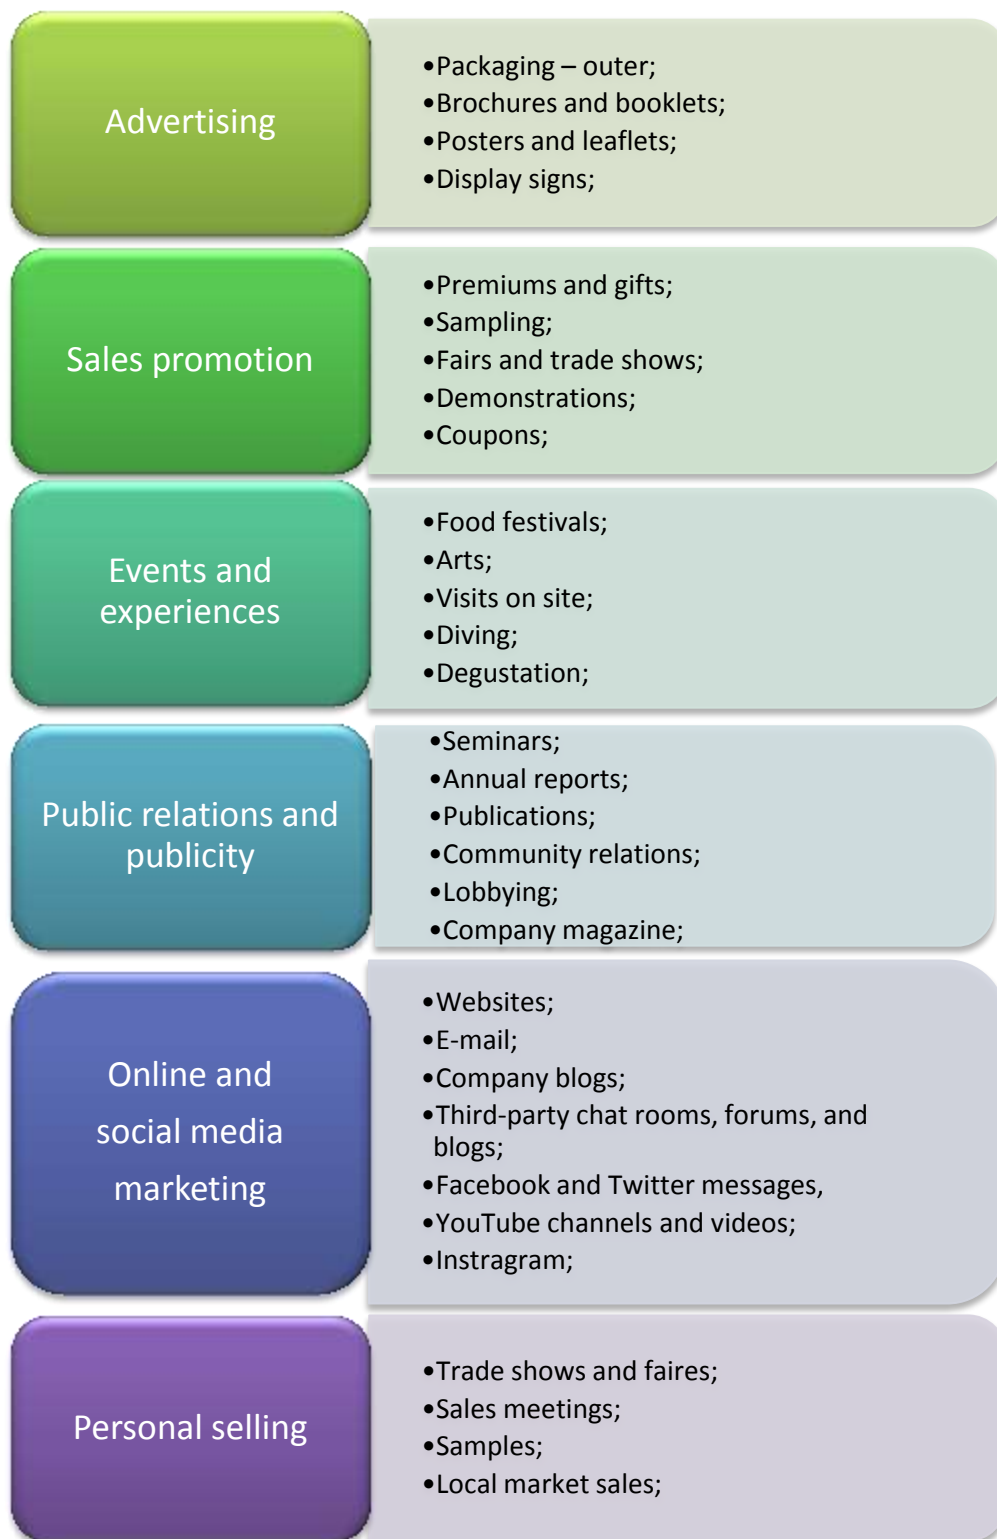 Advertising
•Packaging – outer;
•Brochures and booklets;
•Posters and leaflets;
•Display signs;
Sales promotion
•Premiums and gifts;
•Sampling;
•Fairs and trade shows;
•Demonstrations;
•Coupons;
Events and
experiences
•Food festivals;
•Arts;
•Visits on site;
•Diving;
•Degustation;
Public relations and
publicity
•Seminars;
•Annual reports;
•Publications;
•Community relations;
•Lobbying;
•Company magazine;
Online and
social media
marketing
•Websites;
•E-mail;
•Company blogs;
•Third-party chat rooms, forums, and
blogs;
•Facebook and Twitter messages,
•YouTube channels and videos;
•Instragram;
Personal selling
•Trade shows and faires;
•Sales meetings;
•Samples;
•Local market sales;